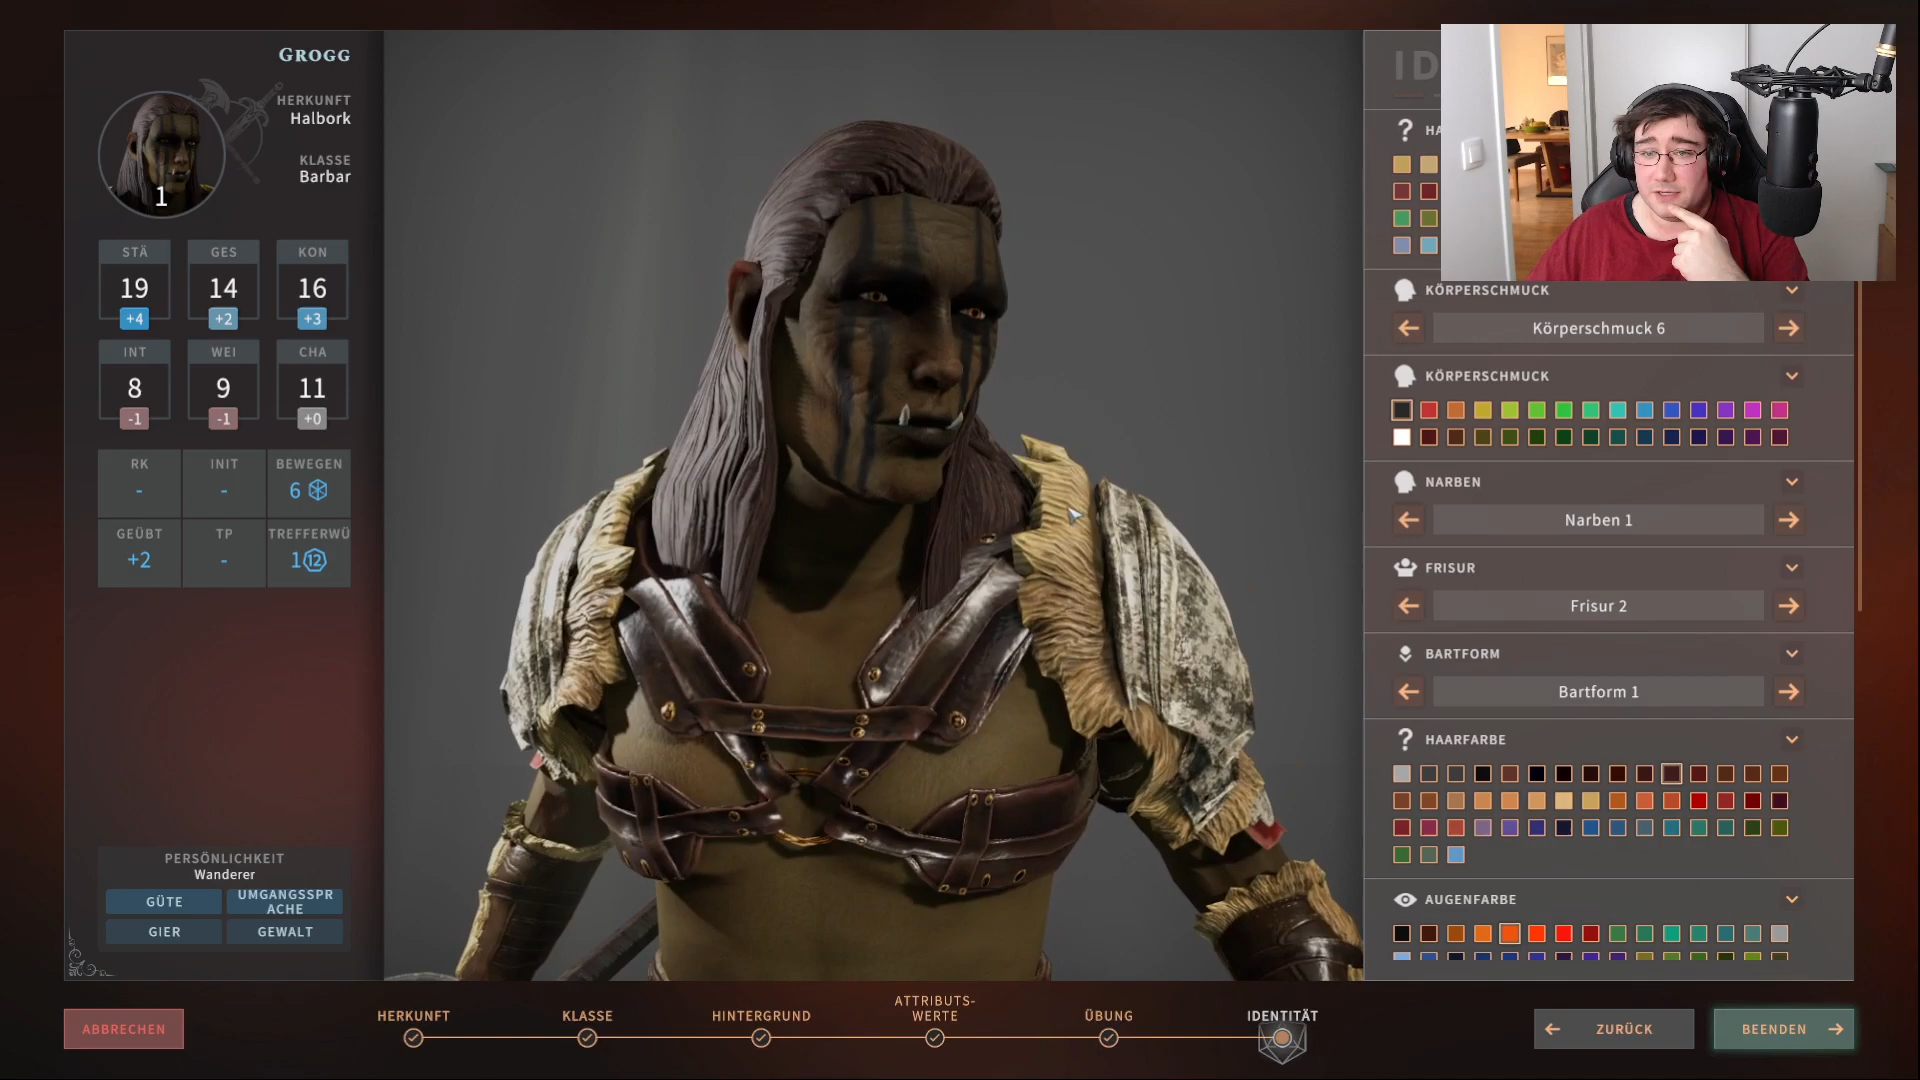 GROGG
HERKUNFT
Halbork
KLASSE
Barbar
1
STÄ
GES
KON
19
14
16
+4
+2
+3
INT
WEI
CHA
8
9
11
-1
-1
+0
RK
INIT
BEWEGEN
-
-
6
GEÜBT
TP
TREFFERWÜ
+2
-
1 12
PERSÖNLICHKEIT
Wanderer
GÜTE
UMGANGSSPR
ACHE
GIER
GEWALT
ID
? HA
KÖRPERSCHMUCK
Körperschmuck 6
KÖRPERSCHMUCK
NARBEN
Narben 1
FRISUR
Frisur 2
BARTFORM
Bartform 1
? HAARFARBE
AUGENFARBE
ABBRECHEN
HERKUNFT
KLASSE
HINTERGRUND
ATTRIBUTS-
WERTE
ÜBUNG
IDENTITÄT
ZURÜCK
BEENDEN